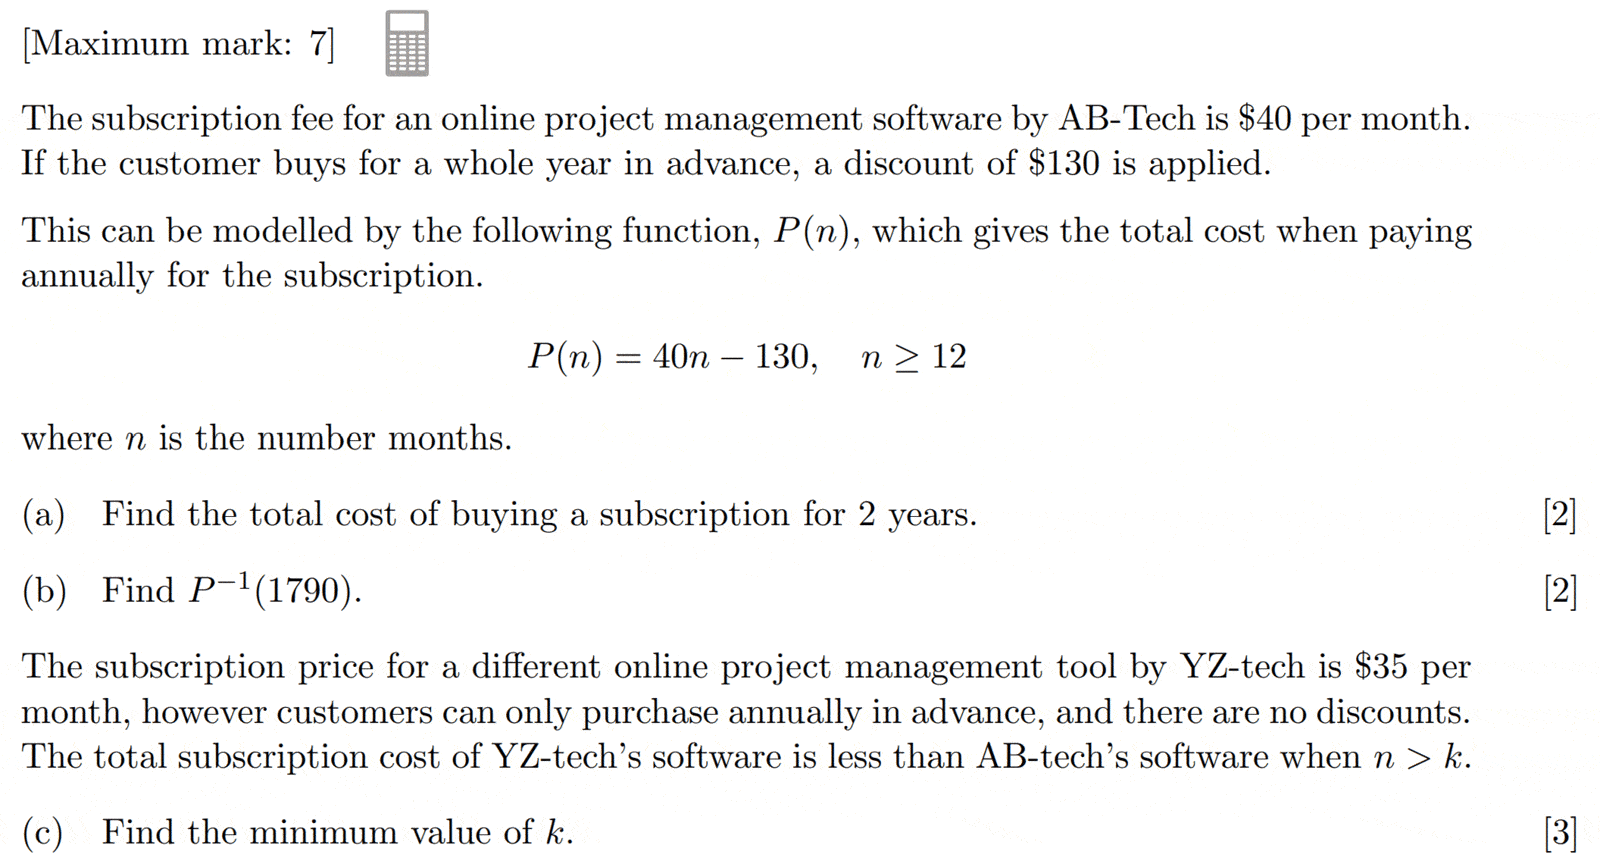 [Maximum mark: 7]
The subscription fee for an online project management software by AB-Tech is $40 per month.
If the customer buys for a whole year in advance, a discount of $130 is applied.
This can be modelled by the following function, P(n), which gives the total cost when paying
annually for the subscription.
P(n) = 40n − 130, n ≥ 12
where n is the number months.
(a) Find the total cost of buying a subscription for 2 years. [2]
(b) Find P⁻¹(1790). [2]
The subscription price for a different online project management tool by YZ-tech is $35 per
month, however customers can only purchase annually in advance, and there are no discounts.
The total subscription cost of YZ-tech's software is less than AB-tech's software when n > k.
(c) Find the minimum value of k. [3]